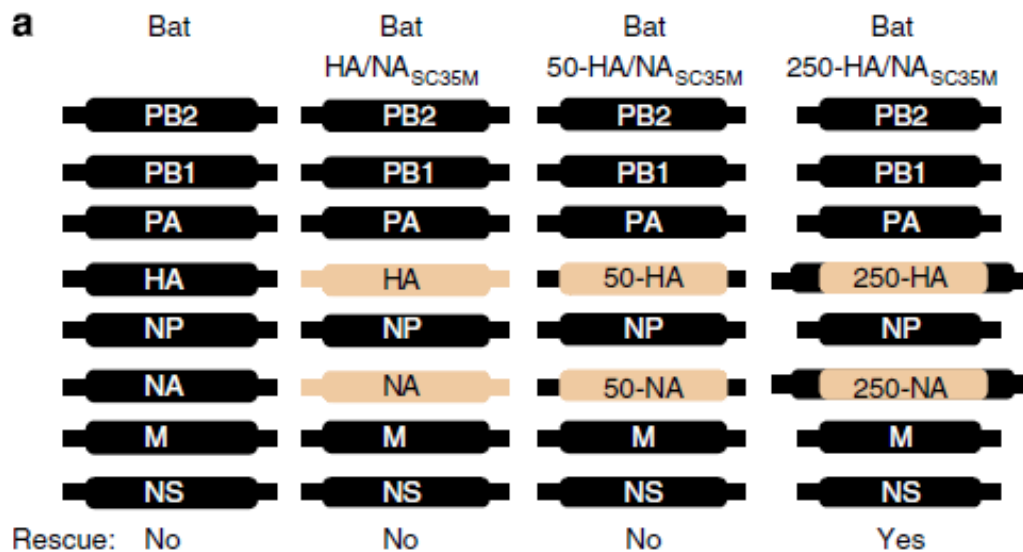 a Bat Bat Bat Bat
HA/NASC35M 50-HA/NASC35M 250-HA/NASC35M
PB2 PB2 PB2 PB2
PB1 PB1 PB1 PB1
PA PA PA PA
HA HA 50-HA 250-HA
NP NP NP NP
NA NA 50-NA 250-NA
M M M M
NS NS NS NS
Rescue: No No No Yes